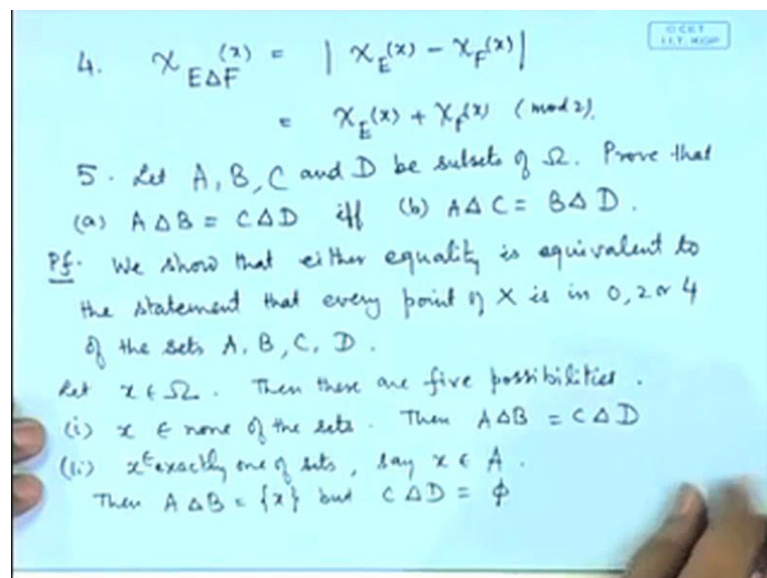 © CET
I.I.T. KGP
4. χ_{EΔF}(x) = | χ_E(x) - χ_F(x) |
= χ_E(x) + χ_F(x) (mod 2).
5. Let A, B, C and D be subsets of Ω. Prove that
(a) A Δ B = C Δ D iff (b) A Δ C = B Δ D.
Pf. We show that either equality is equivalent to
the statement that every point of X is in 0, 2 or 4
of the sets A, B, C, D.
Let x ∈ Ω. Then there are five possibilities.
(i) x ∈ none of the sets. Then A Δ B = C Δ D
(ii) x ∈ exactly one of sets, say x ∈ A.
Then A Δ B = {x} but C Δ D = φ